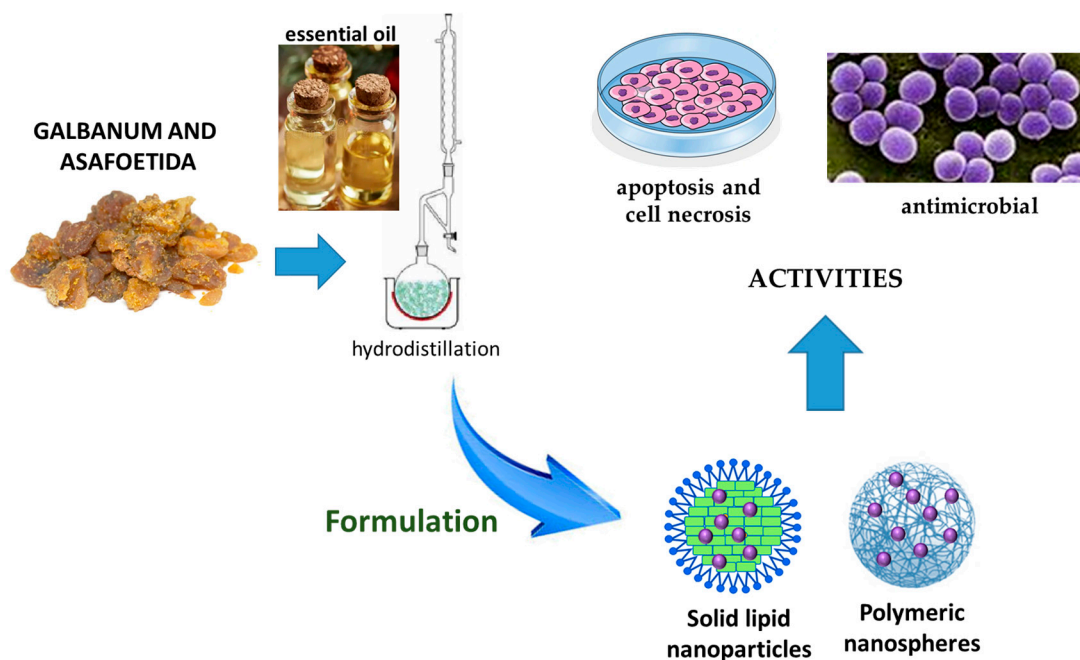 GALBANUM AND
ASAFOETIDA
essential oil
hydrodistillation
apoptosis and
cell necrosis
antimicrobial
ACTIVITIES
Formulation
Solid lipid
nanoparticles
Polymeric
nanospheres